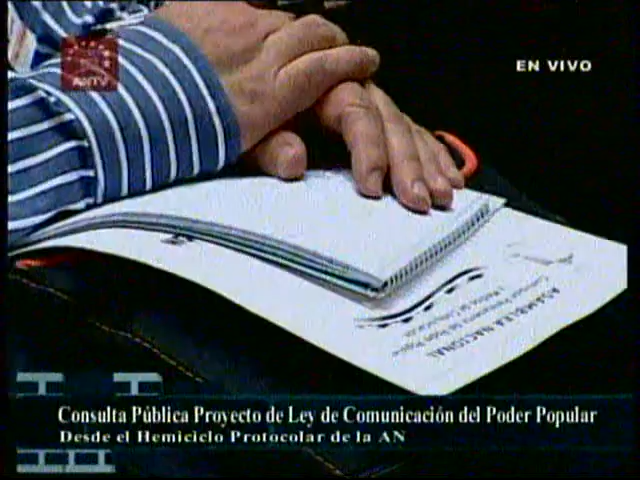 ANTV
EN VIVO
ASAMBLEA NACIONAL
Consulta Pública Proyecto de Ley de Comunicación del Poder Popular
Desde el Hemiciclo Protocolar de la AN